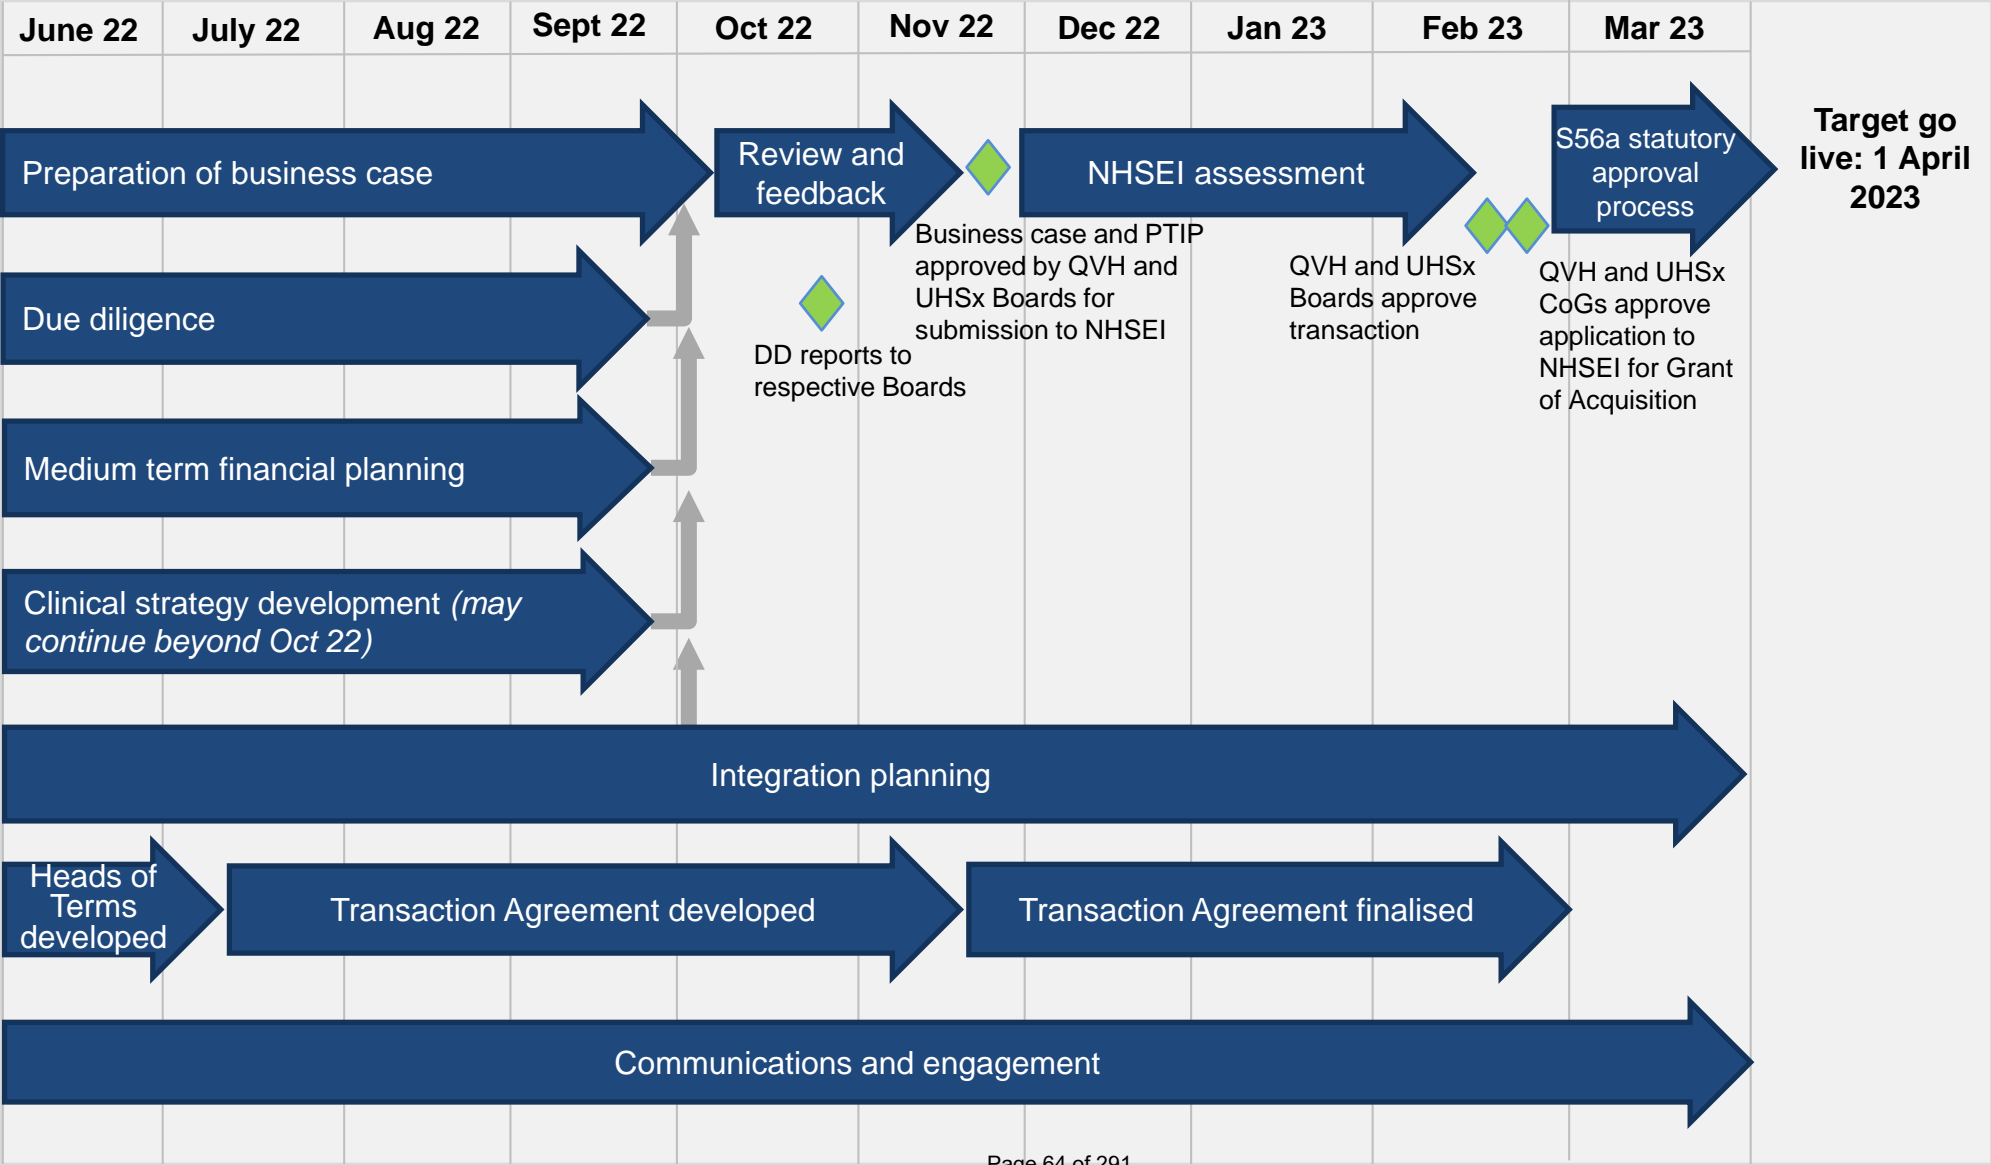 June 22 July 22 Aug 22 Sept 22 Oct 22 Nov 22 Dec 22 Jan 23 Feb 23 Mar 23
Preparation of business case
Review and
feedback
NHSEI assessment
S56a statutory
approval
process
Target go
live: 1 April
2023
Business case and PTIP
approved by QVH and
UHSx Boards for
submission to NHSEI
QVH and UHSx
Boards approve
transaction
QVH and UHSx
CoGs approve
application to
NHSEI for Grant
of Acquisition
Due diligence
DD reports to
respective Boards
Medium term financial planning
Clinical strategy development (may
continue beyond Oct 22)
Integration planning
Heads of
Terms
developed
Transaction Agreement developed
Transaction Agreement finalised
Communications and engagement
Page 64 of 291